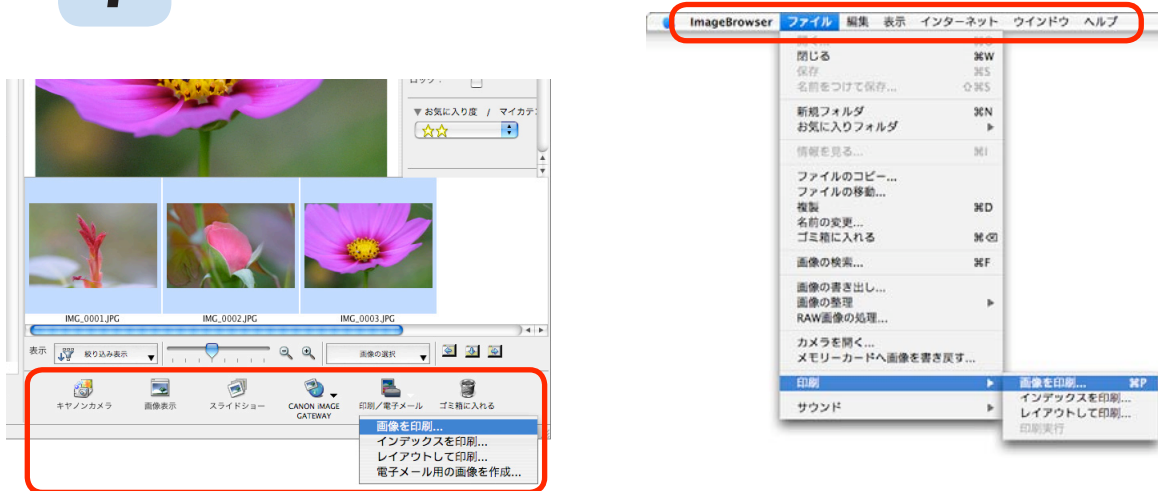 ロック：
▼お気に入り度 / マイカテ
IMG_0001.JPG
IMG_0002.JPG
IMG_0003.JPG
表示
絞り込み表示
画像の選択
キヤノンカメラ
画像表示
スライドショー
CANON iMAGE GATEWAY
印刷／電子メール
ゴミ箱に入れる
画像を印刷...
インデックスを印刷...
レイアウトして印刷...
電子メール用の画像を作成...
ImageBrowser ファイル 編集 表示 インターネット ウインドウ ヘルプ
閉じる ⌘W
保存 ⌘S
名前をつけて保存... ⇧⌘S
新規フォルダ ⌘N
お気に入りフォルダ ▶
情報を見る... ⌘I
ファイルのコピー...
ファイルの移動...
複製 ⌘D
名前の変更...
ゴミ箱に入れる ⌘⌫
画像の検索... ⌘F
画像の書き出し...
画像の整理 ▶
RAW画像の処理...
カメラを開く...
メモリーカードへ画像を書き戻す...
印刷 ▶
サウンド ▶
画像を印刷... ⌘P
インデックスを印刷...
レイアウトして印刷...
印刷実行